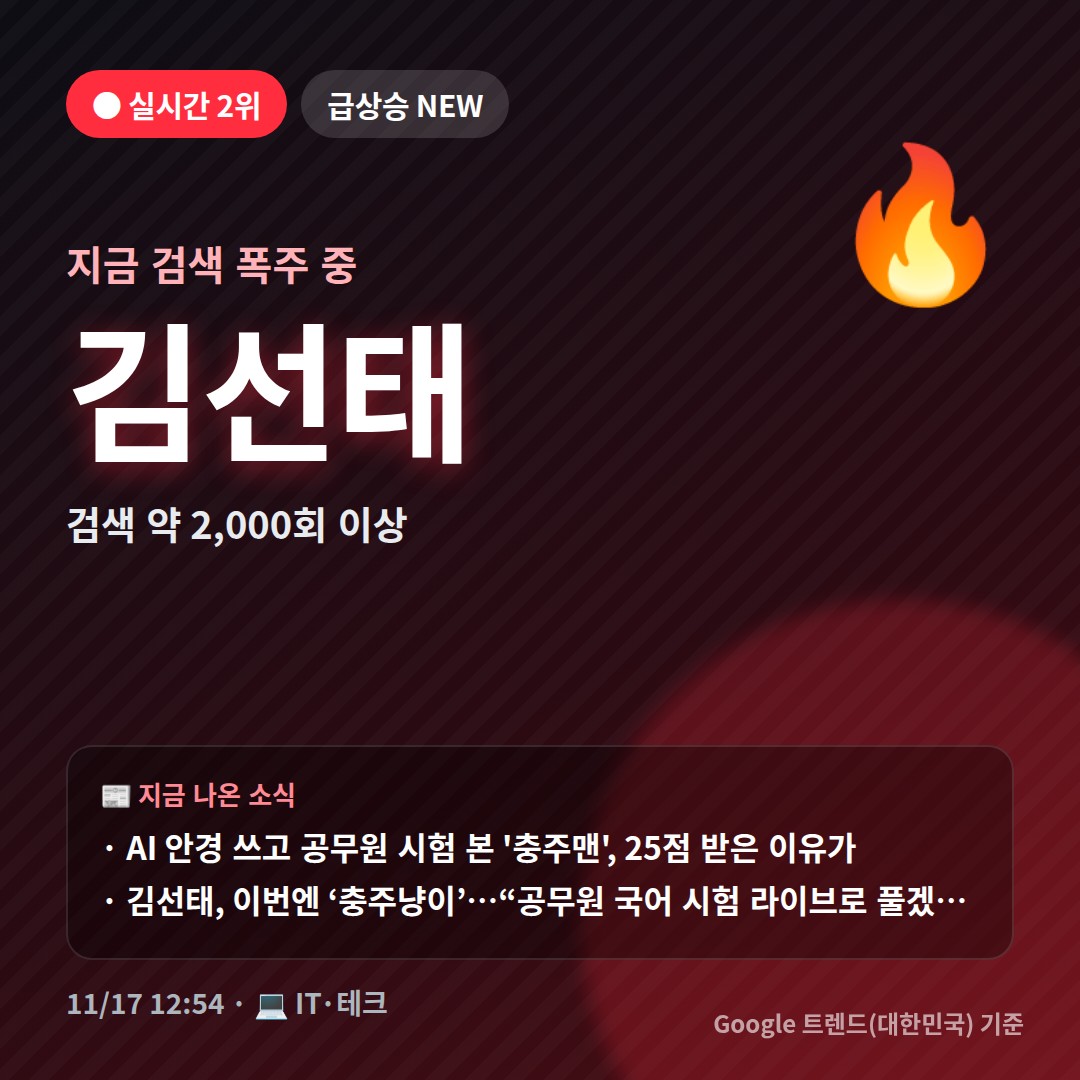 실시간 2위
급상승 NEW
지금 검색 폭주 중
김선태
검색 약 2,000회 이상
지금 나온 소식
· AI 안경 쓰고 공무원 시험 본 '충주맨', 25점 받은 이유가
· 김선태, 이번엔 ‘충주냥이’…“공무원 국어 시험 라이브로 풀겠…
11/17 12:54 · IT·테크
Google 트렌드(대한민국) 기준